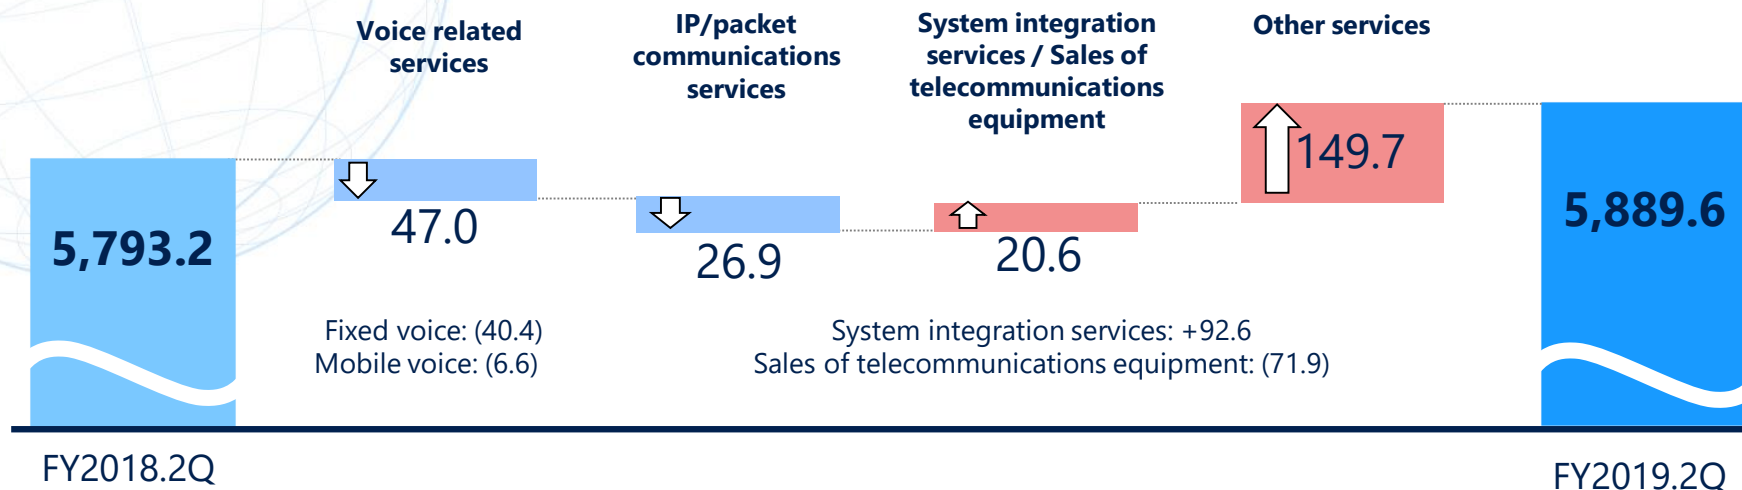 Voice related
services
IP/packet
communications
services
System integration
services / Sales of
telecommunications
equipment
Other services
5,793.2
47.0
26.9
20.6
149.7
5,889.6
Fixed voice: (40.4)
Mobile voice: (6.6)
System integration services: +92.6
Sales of telecommunications equipment: (71.9)
FY2018.2Q
FY2019.2Q